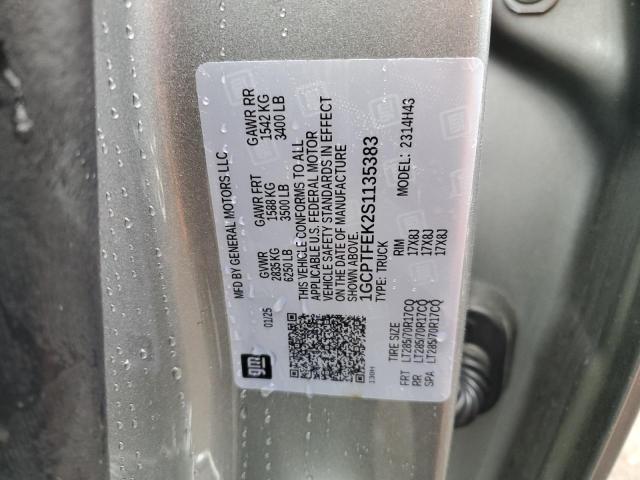 gm
MFD BY GENERAL MOTORS LLC
01/25
GVWR
2835 KG
6250 LB
GAWR FRT
1588 KG
3500 LB
GAWR RR
1542 KG
3400 LB
THIS VEHICLE CONFORMS TO ALL
APPLICABLE U.S. FEDERAL MOTOR
VEHICLE SAFETY STANDARDS IN EFFECT
ON THE DATE OF MANUFACTURE
SHOWN ABOVE.
1GCPTFEK2S1135383
TYPE: TRUCK
MODEL: 2314H43
TIRE SIZE RIM
FRT LT285/70R17CQ 17X8J
RR LT285/70R17CQ 17X8J
SPA LT285/70R17CQ 17X8J